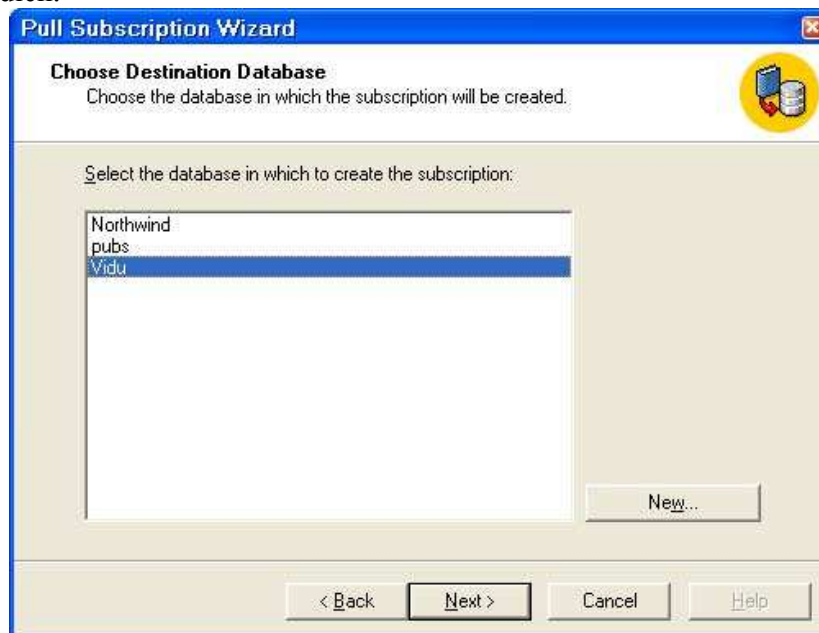 Pull Subscription Wizard
Choose Destination Database
Choose the database in which the subscription will be created.
Select the database in which to create the subscription:
Northwind
pubs
Vidu
New...
< Back
Next >
Cancel
Help